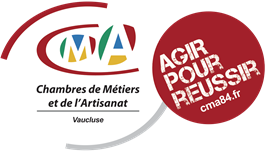 CMA
Chambres de Métiers
et de l'Artisanat
Vaucluse
AGIR
POUR
REUSSIR
cma84.fr